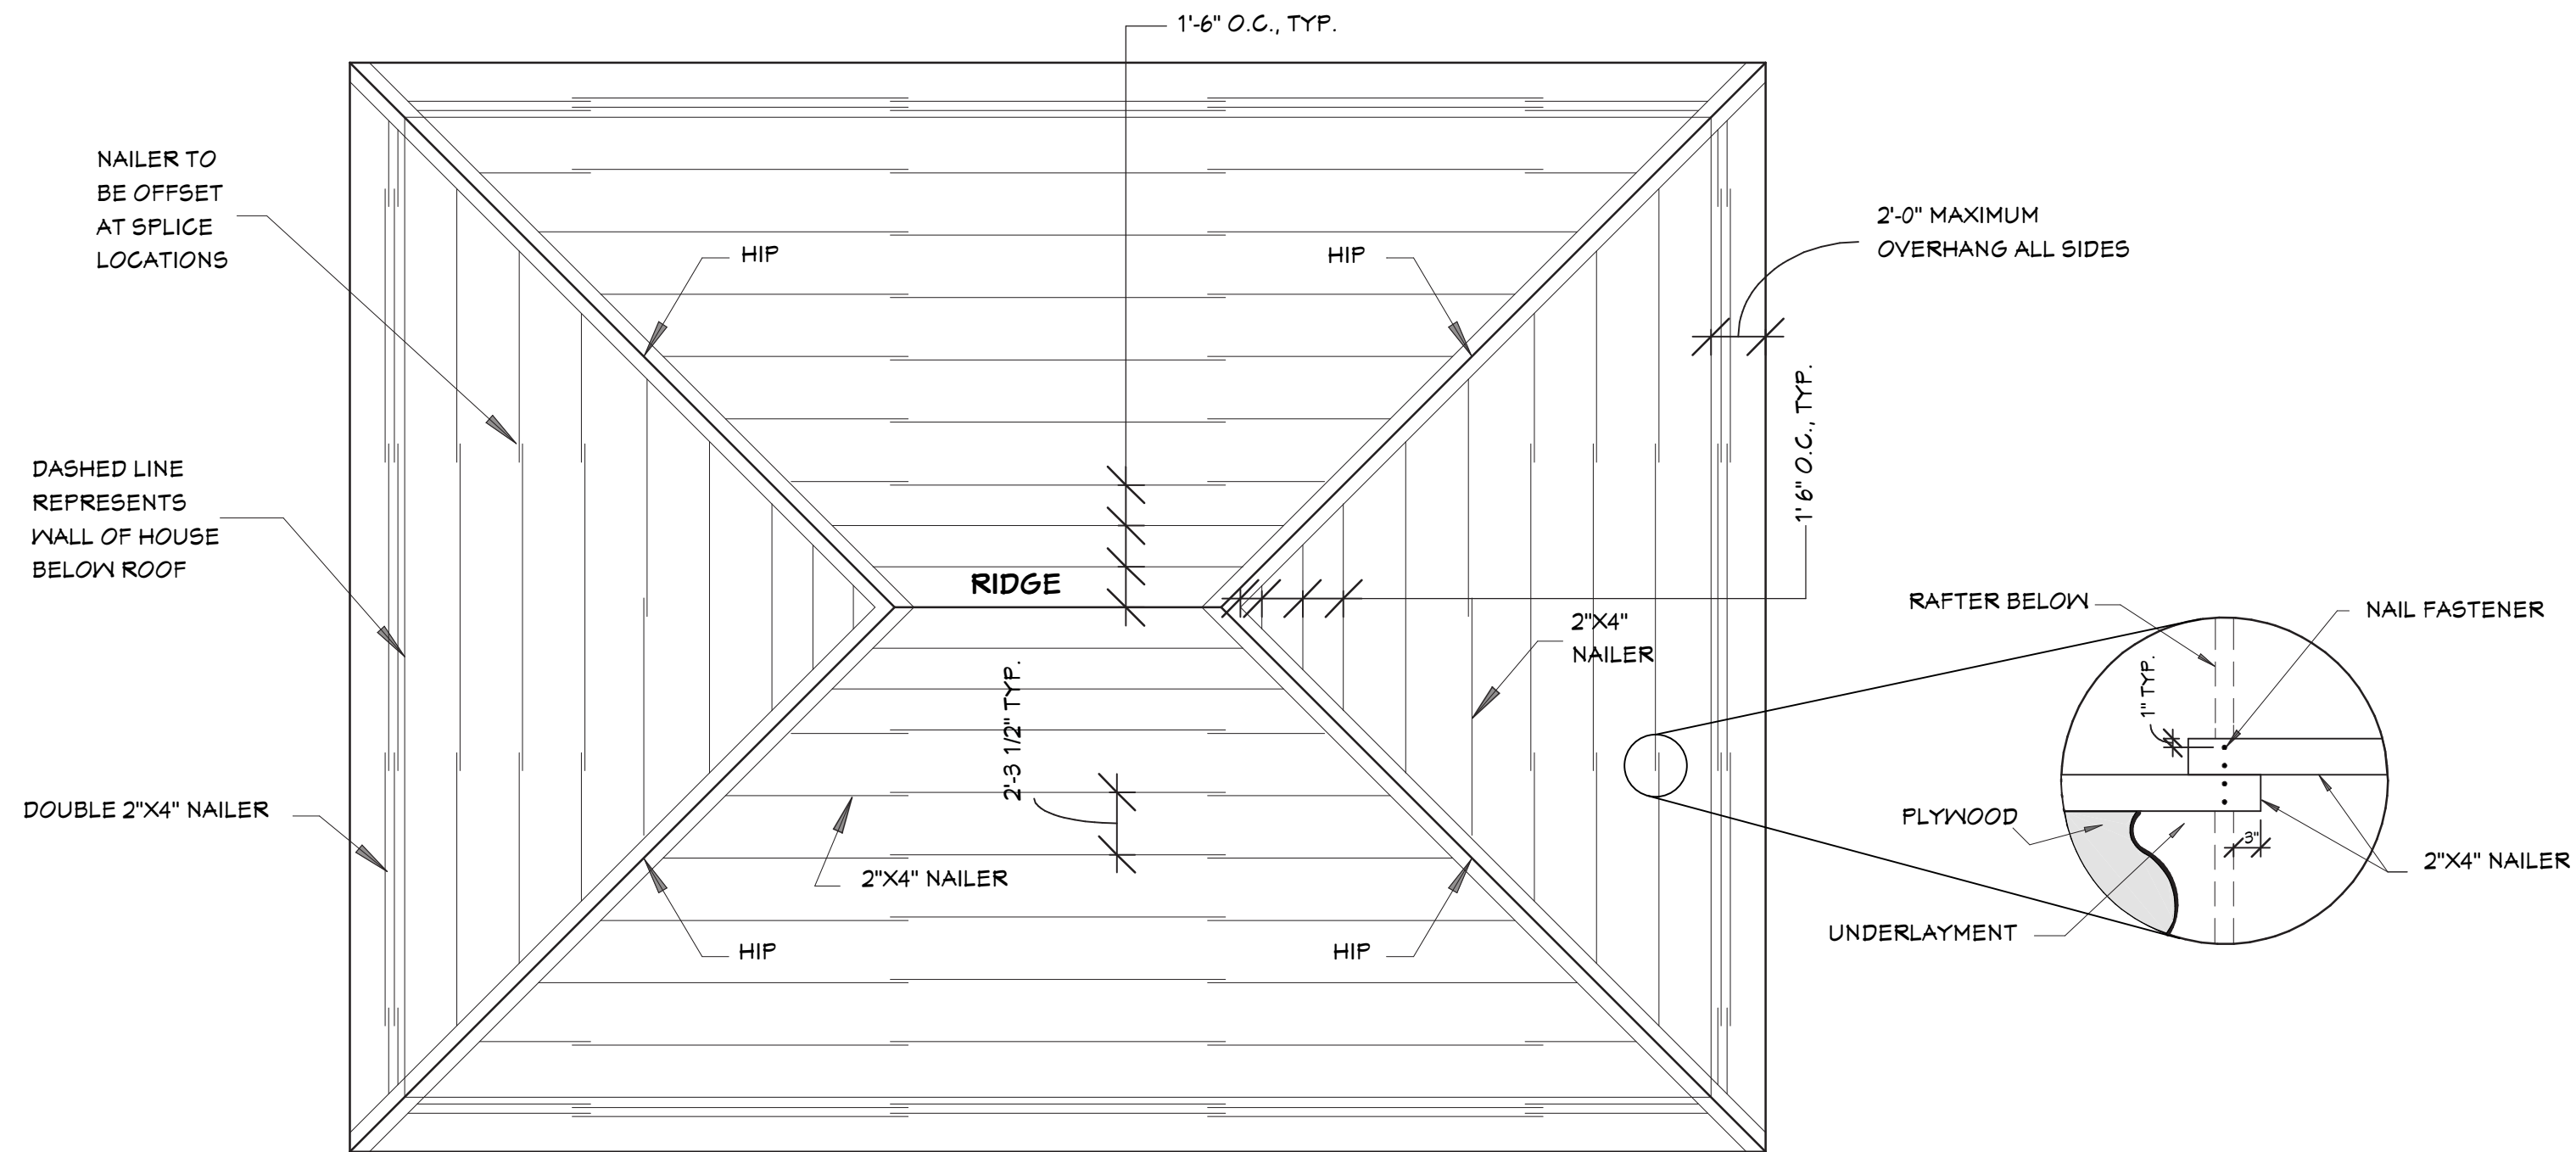 1'-6" O.C., TYP.
NAILER TO
BE OFFSET
AT SPLICE
LOCATIONS
HIP
HIP
2'-0" MAXIMUM
OVERHANG ALL SIDES
1' 6" O.C., TYP.
DASHED LINE
REPRESENTS
WALL OF HOUSE
BELOW ROOF
RIDGE
2"X4"
NAILER
2'-3 1/2" TYP.
DOUBLE 2"X4" NAILER
2"X4" NAILER
HIP
HIP
RAFTER BELOW
NAIL FASTENER
1" TYP.
PLYWOOD
3"
2"X4" NAILER
UNDERLAYMENT